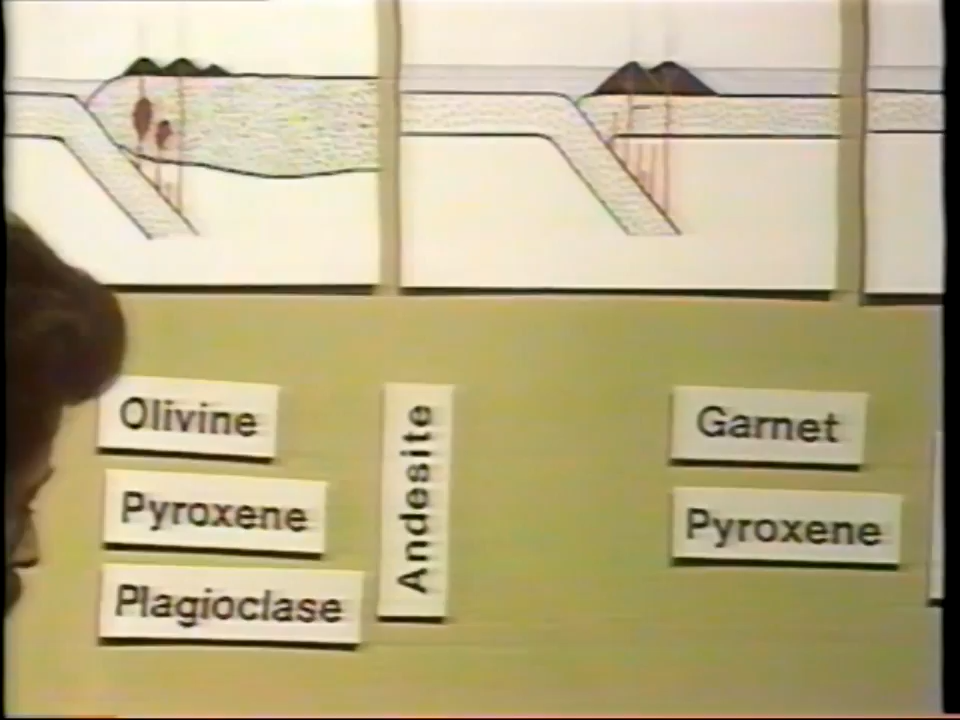 Olivine
Pyroxene
Plagioclase
Andesite
Garnet
Pyroxene